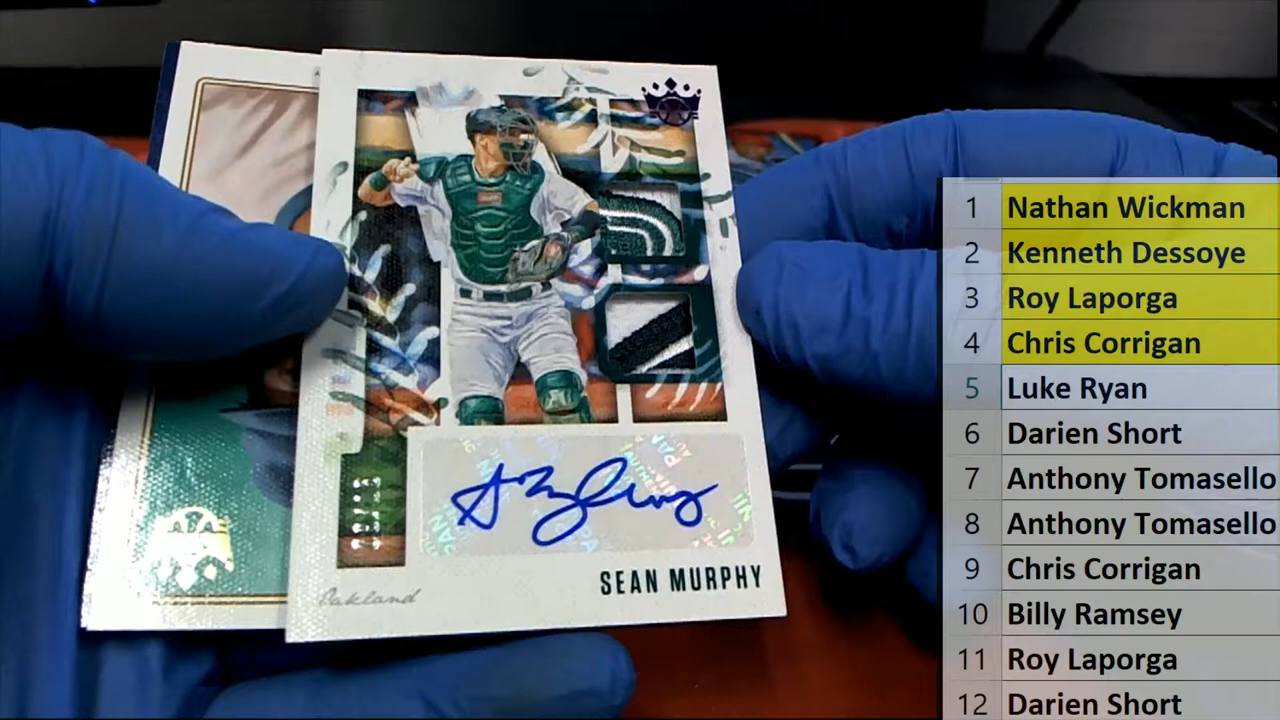 SEAN MURPHY
Oakland
1 Nathan Wickman
2 Kenneth Dessoye
3 Roy Laporga
4 Chris Corrigan
5 Luke Ryan
6 Darien Short
7 Anthony Tomasello
8 Anthony Tomasello
9 Chris Corrigan
10 Billy Ramsey
11 Roy Laporga
12 Darien Short